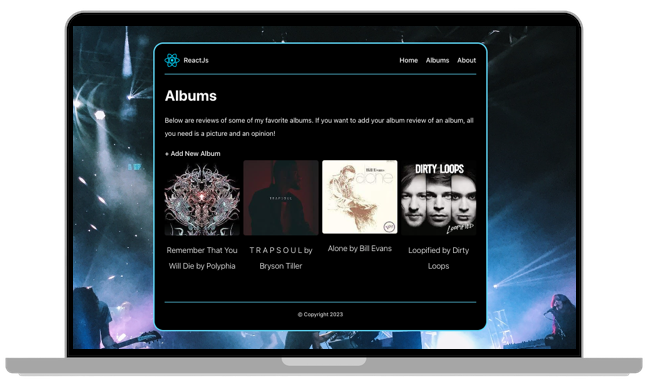 ReactJs
Home Albums About
Albums
Below are reviews of some of my favorite albums. If you want to add your album review of an album, all
you need is a picture and an opinion!
+ Add New Album
TRAPSOUL
DIRTY LOOPS
Loopified
Remember That You
Will Die by Polyphia
T R A P S O U L by
Bryson Tiller
Alone by Bill Evans
Loopified by Dirty
Loops
© Copyright 2023